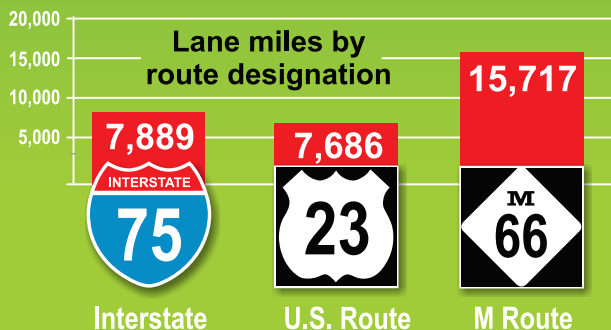 Lane miles by
route designation
20,000
15,000
10,000
5,000
7,889
INTERSTATE
75
Interstate
7,686
23
U.S. Route
15,717
M
66
M Route